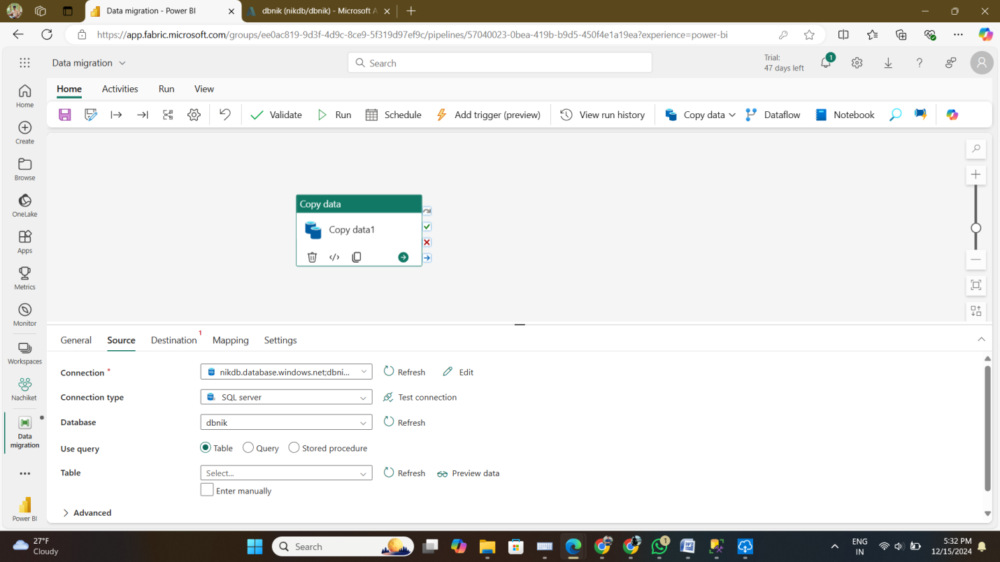 Data migration - Power BI
dbnik (nikdb/dbnik) - Microsoft A
https://app.fabric.microsoft.com/groups/ee0ac819-9d3f-4d9c-8ce9-5f319d97ef9c/pipelines/57040023-0bea-419b-b9d5-450f4e1a19ea?experience=power-bi
Data migration
Search
Trial:
47 days left
1
Home Activities Run View
Validate Run Schedule Add trigger (preview) View run history Copy data Dataflow Notebook
Home
Create
Browse
OneLake
Apps
Metrics
Monitor
Workspaces
Nachiket
Data
migration
Power BI
Copy data
Copy data1
General Source Destination 1 Mapping Settings
Connection * nikdb.database.windows.net;dbni... Refresh Edit
Connection type SQL server Test connection
Database dbnik Refresh
Use query Table Query Stored procedure
Table Select... Refresh Preview data
Enter manually
Advanced
27°F
Cloudy
Search
1
ENG
IN
5:32 PM
12/15/2024